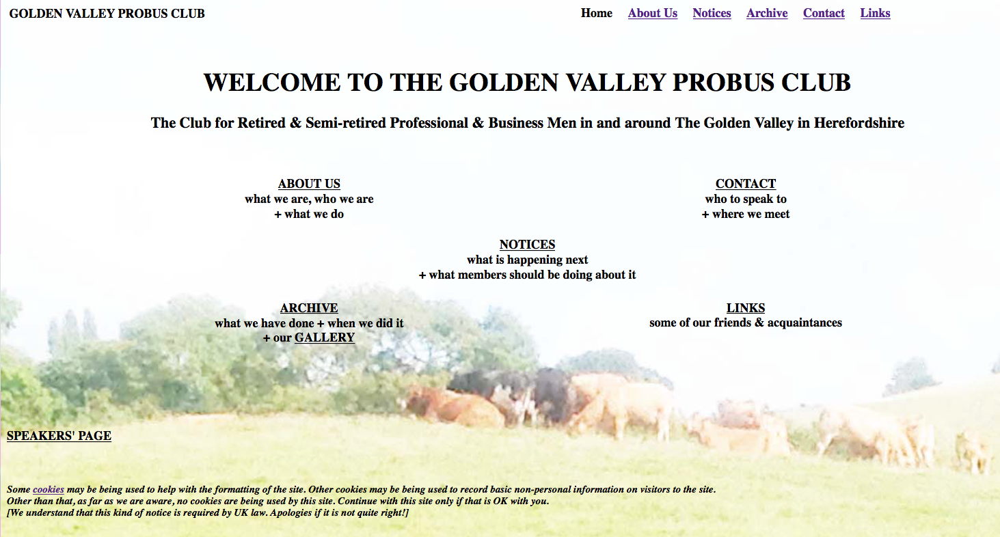 GOLDEN VALLEY PROBUS CLUB
Home About Us Notices Archive Contact Links
WELCOME TO THE GOLDEN VALLEY PROBUS CLUB
The Club for Retired & Semi-retired Professional & Business Men in and around The Golden Valley in Herefordshire
ABOUT US
what we are, who we are
+ what we do
CONTACT
who to speak to
+ where we meet
NOTICES
what is happening next
+ what members should be doing about it
ARCHIVE
what we have done + when we did it
+ our GALLERY
LINKS
some of our friends & acquaintances
SPEAKERS' PAGE
Some cookies may be being used to help with the formatting of the site. Other cookies may be being used to record basic non-personal information on visitors to the site.
Other than that, as far as we are aware, no cookies are being used by this site. Continue with this site only if that is OK with you.
[We understand that this kind of notice is required by UK law. Apologies if it is not quite right!]